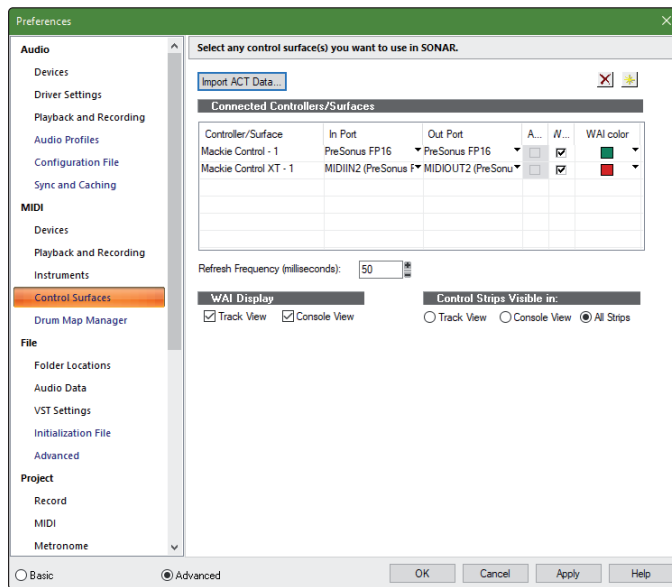 Preferences
Audio
Devices
Driver Settings
Playback and Recording
Audio Profiles
Configuration File
Sync and Caching
MIDI
Devices
Playback and Recording
Instruments
Control Surfaces
Drum Map Manager
File
Folder Locations
Audio Data
VST Settings
Initialization File
Advanced
Project
Record
MIDI
Metronome
Basic
Advanced
Select any control surface(s) you want to use in SONAR.
Import ACT Data...
Connected Controllers/Surfaces
Controller/Surface In Port Out Port A... W... WAI color
Mackie Control - 1 PreSonus FP16 PreSonus FP16
Mackie Control XT - 1 MIDIIN2 (PreSonus F MIDIOUT2 (PreSonu
Refresh Frequency (milliseconds): 50
WAI Display
Track View Console View
Control Strips Visible in:
Track View Console View All Strips
OK Cancel Apply Help